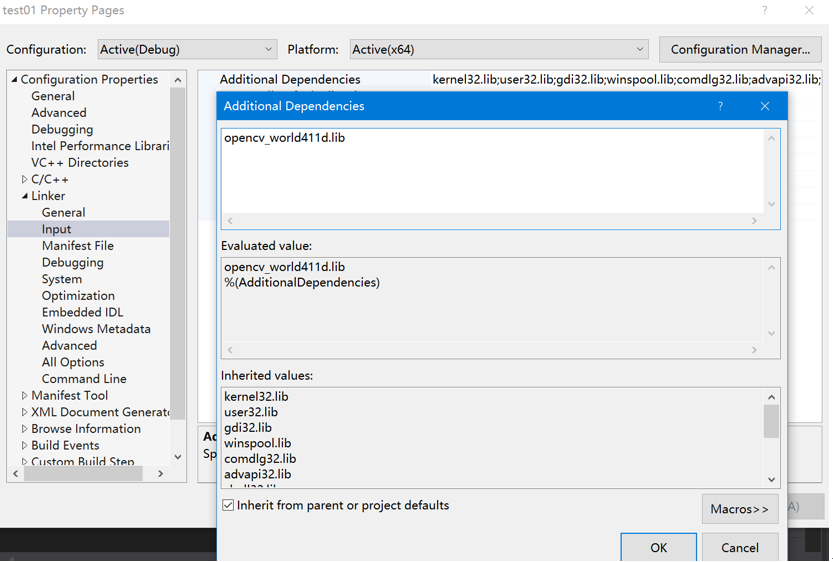 test01 Property Pages
Configuration: Active(Debug) Platform: Active(x64) Configuration Manager...
Configuration Properties
General
Advanced
Debugging
Intel Performance Librari
VC++ Directories
C/C++
Linker
General
Input
Manifest File
Debugging
System
Optimization
Embedded IDL
Windows Metadata
Advanced
All Options
Command Line
Manifest Tool
XML Document Generato
Browse Information
Build Events
Custom Build Step
Additional Dependencies kernel32.lib;user32.lib;gdi32.lib;winspool.lib;comdlg32.lib;advapi32.lib;
Additional Dependencies
opencv_world411d.lib
Evaluated value:
opencv_world411d.lib
%(AdditionalDependencies)
Inherited values:
kernel32.lib
user32.lib
gdi32.lib
winspool.lib
comdlg32.lib
advapi32.lib
Inherit from parent or project defaults
Macros>>
OK Cancel